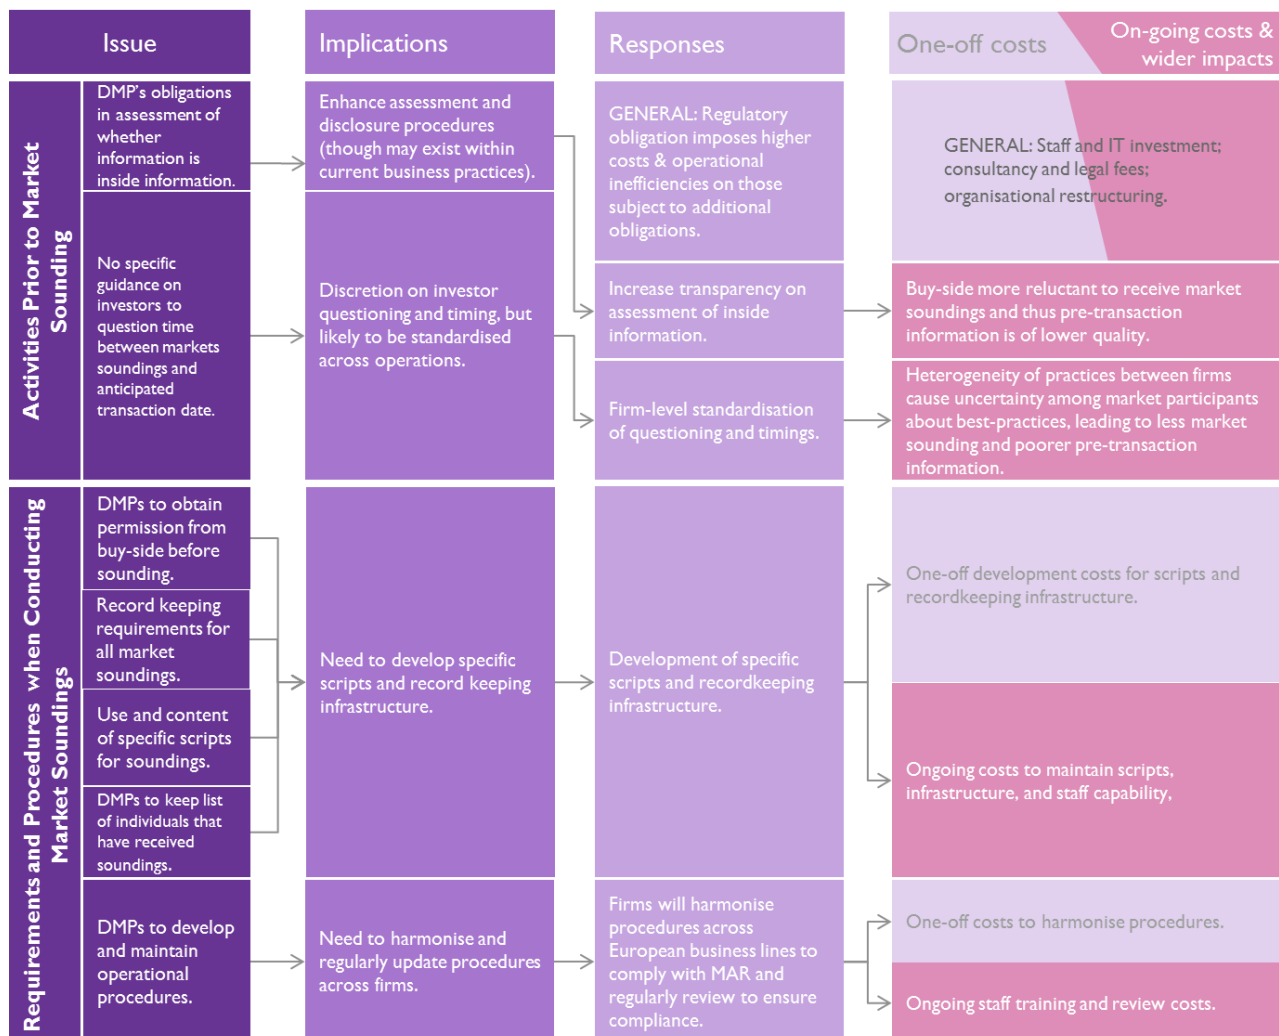 Issue
Implications
Responses
One-off costs
On-going costs &
wider impacts
Activities Prior to Market
Sounding
DMP's obligations
in assessment of
whether
information is
inside information.
Enhance assessment and
disclosure procedures
(though may exist within
current business practices).
GENERAL: Regulatory
obligation imposes higher
costs & operational
inefficiencies on those
subject to additional
obligations.
GENERAL: Staff and IT investment;
consultancy and legal fees;
organisational restructuring.
No specific
guidance on
investors to
question time
between markets
soundings and
anticipated
transaction date.
Discretion on investor
questioning and timing, but
likely to be standardised
across operations.
Increase transparency on
assessment of inside
information.
Buy-side more reluctant to receive market
soundings and thus pre-transaction
information is of lower quality.
Firm-level standardisation
of questioning and timings.
Heterogeneity of practices between firms
cause uncertainty among market participants
about best-practices, leading to less market
sounding and poorer pre-transaction
information.
Requirements and Procedures when Conducting
Market Soundings
DMPs to obtain
permission from
buy-side before
sounding.
Record keeping
requirements for
all market
soundings.
Use and content
of specific scripts
for soundings.
DMPs to keep list
of individuals that
have received
soundings.
Need to develop specific
scripts and record keeping
infrastructure.
Development of specific
scripts and recordkeeping
infrastructure.
One-off development costs for scripts and
recordkeeping infrastructure.
Ongoing costs to maintain scripts,
infrastructure, and staff capability,
DMPs to develop
and maintain
operational
procedures.
Need to harmonise and
regularly update procedures
across firms.
Firms will harmonise
procedures across
European business lines to
comply with MAR and
regularly review to ensure
compliance.
One-off costs to harmonise procedures.
Ongoing staff training and review costs.